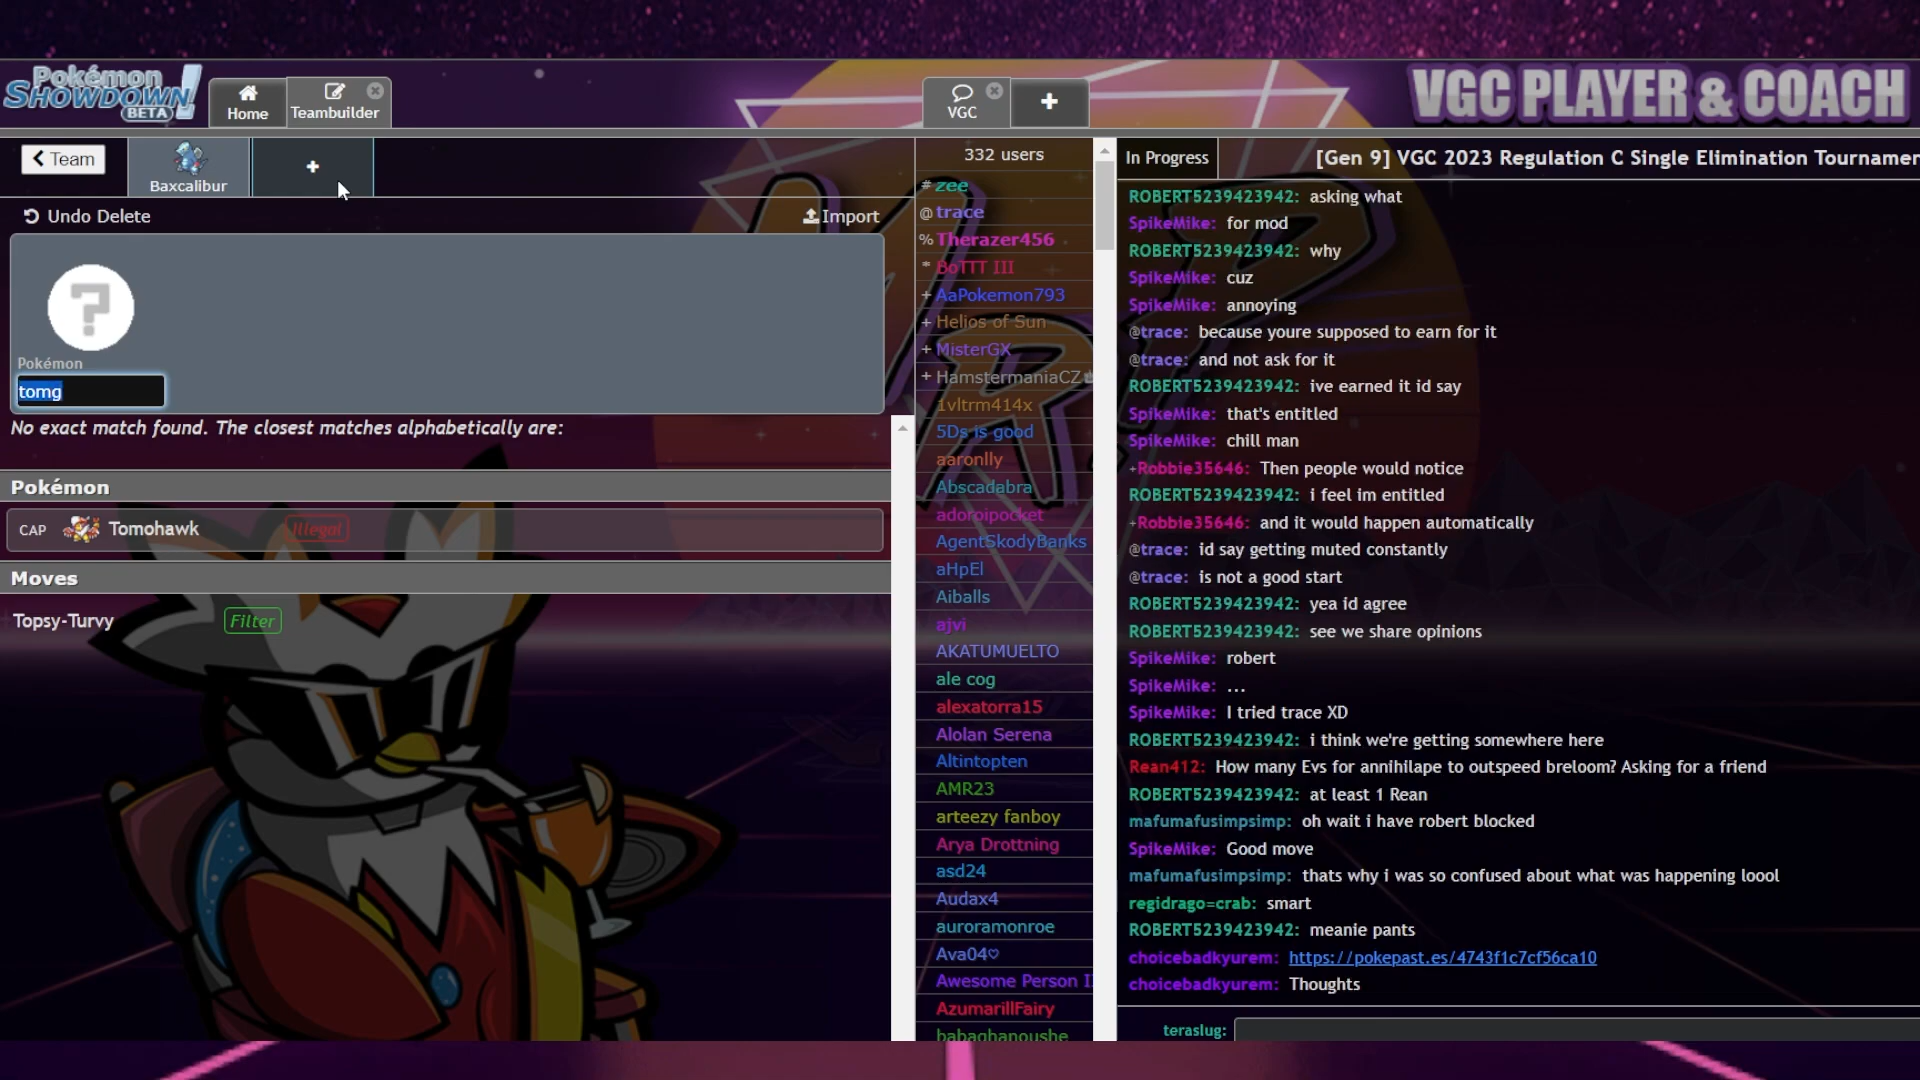 Pokémon
SHOWDOWN!
BETA
Home
Teambuilder
VGC
+
VGC PLAYER & COACH
Team
Baxcalibur
+
Undo Delete
Import
Pokémon
tomg
No exact match found. The closest matches alphabetically are:
Pokémon
CAP Tomohawk Illegal
Moves
Topsy-Turvy Filter
332 users
# zee
@ trace
% Therazer456
* BoTTT III
+ AaPokemon793
+ Helios of Sun
+ MisterGX
+ HamstermaniaCZ
1vltrm414x
5Ds is good
aaronlly
Abscadabra
adoroipocket
AgentSkodyBanks
aHpEl
Aiballs
ajvi
AKATUMUELTO
ale cog
alexatorra15
Alolan Serena
Altintopten
AMR23
arteezy fanboy
Arya Drottning
asd24
Audax4
auroramonroe
Ava04♡
Awesome Person
AzumarillFairy
babaghanoushe
In Progress
[Gen 9] VGC 2023 Regulation C Single Elimination Tournamen
ROBERT5239423942: asking what
SpikeMike: for mod
ROBERT5239423942: why
SpikeMike: cuz
SpikeMike: annoying
@trace: because youre supposed to earn for it
@trace: and not ask for it
ROBERT5239423942: ive earned it id say
SpikeMike: that's entitled
SpikeMike: chill man
+Robbie35646: Then people would notice
ROBERT5239423942: i feel im entitled
+Robbie35646: and it would happen automatically
@trace: id say getting muted constantly
@trace: is not a good start
ROBERT5239423942: yea id agree
ROBERT5239423942: see we share opinions
SpikeMike: robert
SpikeMike: ...
SpikeMike: I tried trace XD
ROBERT5239423942: i think we're getting somewhere here
Rean412: How many Evs for annihilape to outspeed breloom? Asking for a friend
ROBERT5239423942: at least 1 Rean
mafumafusimpsimp: oh wait i have robert blocked
SpikeMike: Good move
mafumafusimpsimp: thats why i was so confused about what was happening loool
regidrago=crab: smart
ROBERT5239423942: meanie pants
choicebadkyurem: https://pokepast.es/4743f1c7cf56ca10
choicebadkyurem: Thoughts
teraslug: